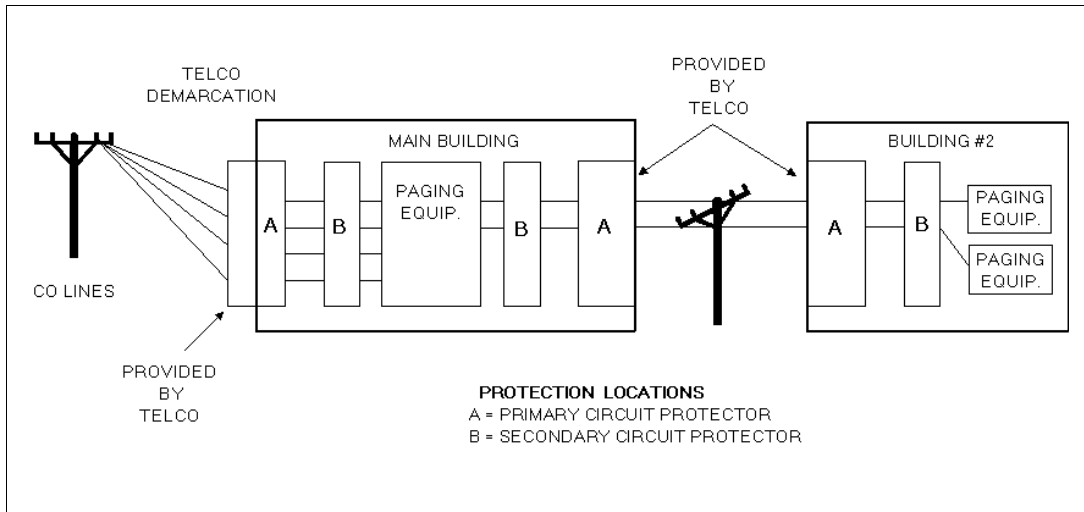 TELCO
DEMARCATION
PROVIDED
BY
TELCO
MAIN BUILDING
BUILDING #2
A
B
PAGING
EQUIP.
B
A
A
B
PAGING
EQUIP.
PAGING
EQUIP.
CO LINES
PROVIDED
BY
TELCO
PROTECTION LOCATIONS
A = PRIMARY CIRCUIT PROTECTOR
B = SECONDARY CIRCUIT PROTECTOR